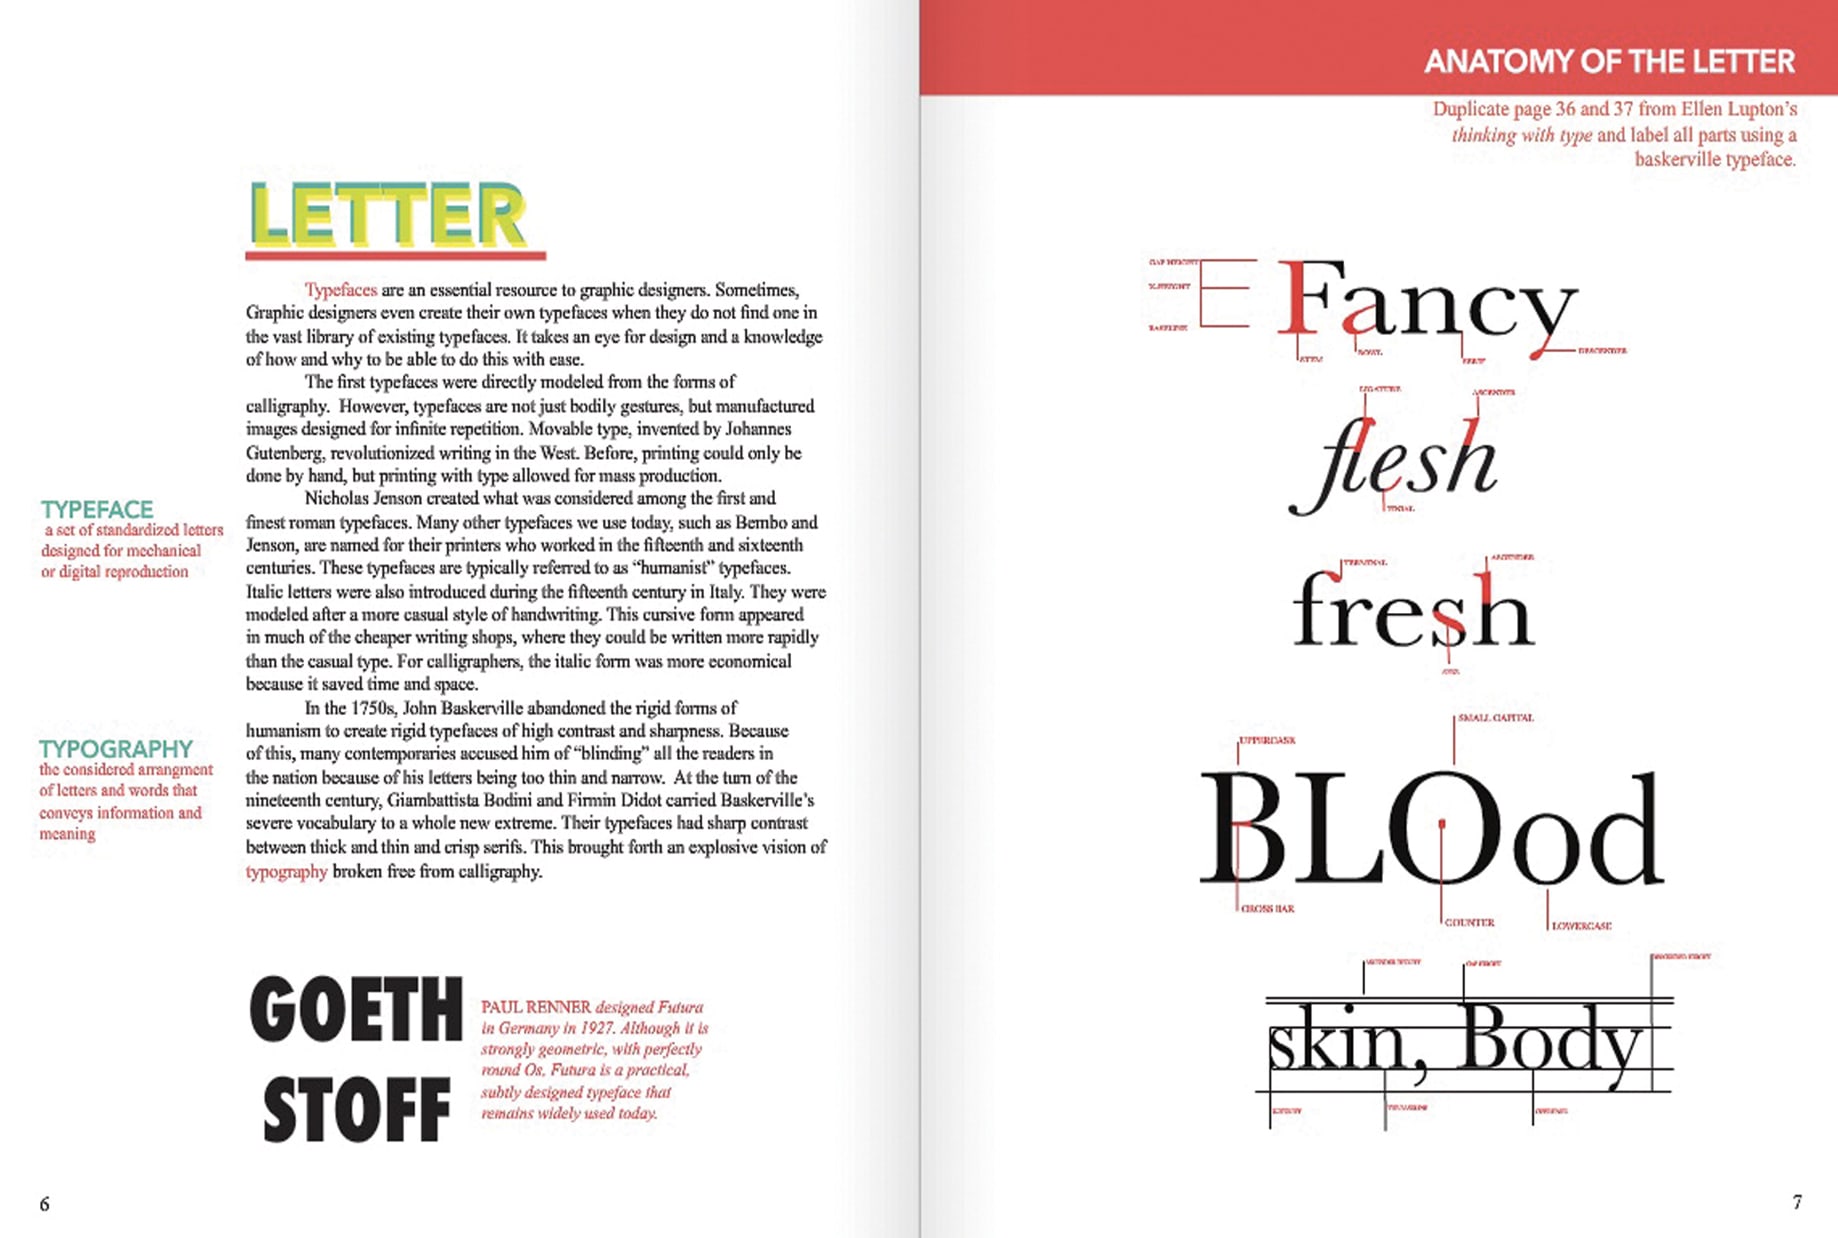 LETTER
Typefaces are an essential resource to graphic designers. Sometimes,
Graphic designers even create their own typefaces when they do not find one in
the vast library of existing typefaces. It takes an eye for design and a knowledge
of how and why to be able to do this with ease.
The first typefaces were directly modeled from the forms of
calligraphy. However, typefaces are not just bodily gestures, but manufactured
images designed for infinite repetition. Movable type, invented by Johannes
Gutenberg, revolutionized writing in the West. Before, printing could only be
done by hand, but printing with type allowed for mass production.
Nicholas Jenson created what was considered among the first and
finest roman typefaces. Many other typefaces we use today, such as Bembo and
Jenson, are named for their printers who worked in the fifteenth and sixteenth
centuries. These typefaces are typically referred to as “humanist” typefaces.
Italic letters were also introduced during the fifteenth century in Italy. They were
modeled after a more casual style of handwriting. This cursive form appeared
in much of the cheaper writing shops, where they could be written more rapidly
than the casual type. For calligraphers, the italic form was more economical
because it saved time and space.
In the 1750s, John Baskerville abandoned the rigid forms of
humanism to create rigid typefaces of high contrast and sharpness. Because
of this, many contemporaries accused him of “blinding” all the readers in
the nation because of his letters being too thin and narrow. At the turn of the
nineteenth century, Giambattista Bodini and Firmin Didot carried Baskerville’s
severe vocabulary to a whole new extreme. Their typefaces had sharp contrast
between thick and thin and crisp serifs. This brought forth an explosive vision of
typography broken free from calligraphy.
TYPEFACE
a set of standardized letters
designed for mechanical
or digital reproduction
TYPOGRAPHY
the considered arrangment
of letters and words that
conveys information and
meaning
GOETH
STOFF
PAUL RENNER designed Futura
in Germany in 1927. Although it is
strongly geometric, with perfectly
round Os, Futura is a practical,
subtly designed typeface that
remains widely used today.
6
ANATOMY OF THE LETTER
Duplicate page 36 and 37 from Ellen Lupton’s
thinking with type and label all parts using a
baskerville typeface.
CAP HEIGHT
X-HEIGHT
BASELINE
Fancy
STEM
BOWL
SERIF
DESCENDER
LIGATURE
ASCENDER
flesh
FINIAL
TERMINAL
ASCENDER
fresh
UPPERCASE
SMALL CAPITAL
BLOod
CROSS BAR
COUNTER
LOWERCASE
CAP HEIGHT
skin, Body
7